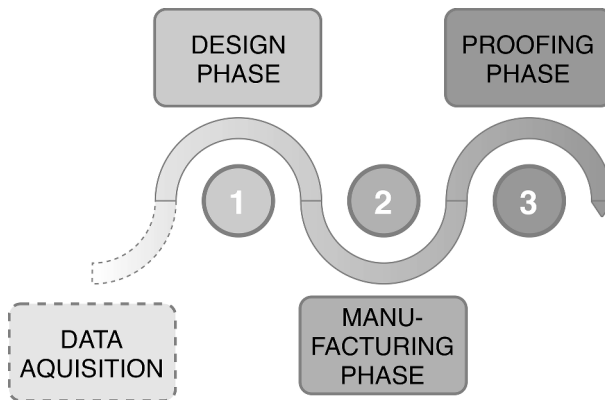 DESIGN
PHASE
PROOFING
PHASE
1
2
3
DATA
AQUISITION
MANU-
FACTURING
PHASE